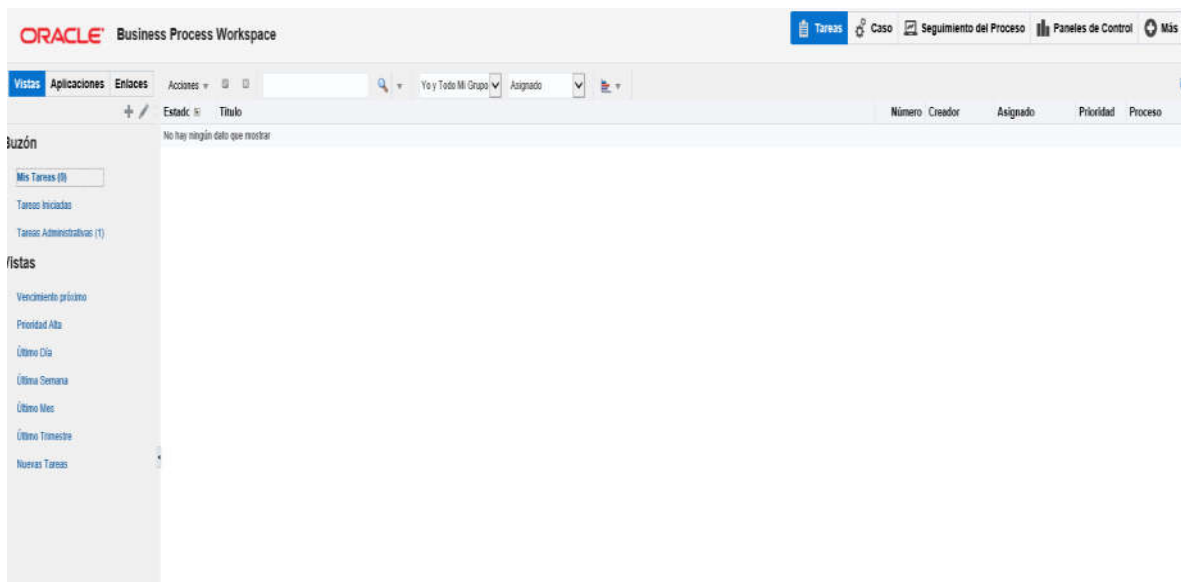 ORACLE Business Process Workspace
Tareas Caso Seguimiento del Proceso Paneles de Control Más
Vistas Aplicaciones Enlaces Acciones Yo y Todo Mi Grupo Asignado
Estadc Título Número Creador Asignado Prioridad Proceso
No hay ningún dato que mostrar
Buzón
Mis Tareas (0)
Tareas Iniciadas
Tareas Administrativas (1)
Vistas
Vencimiento próximo
Prioridad Alta
Último Día
Última Semana
Último Mes
Último Trimestre
Nuevas Tareas